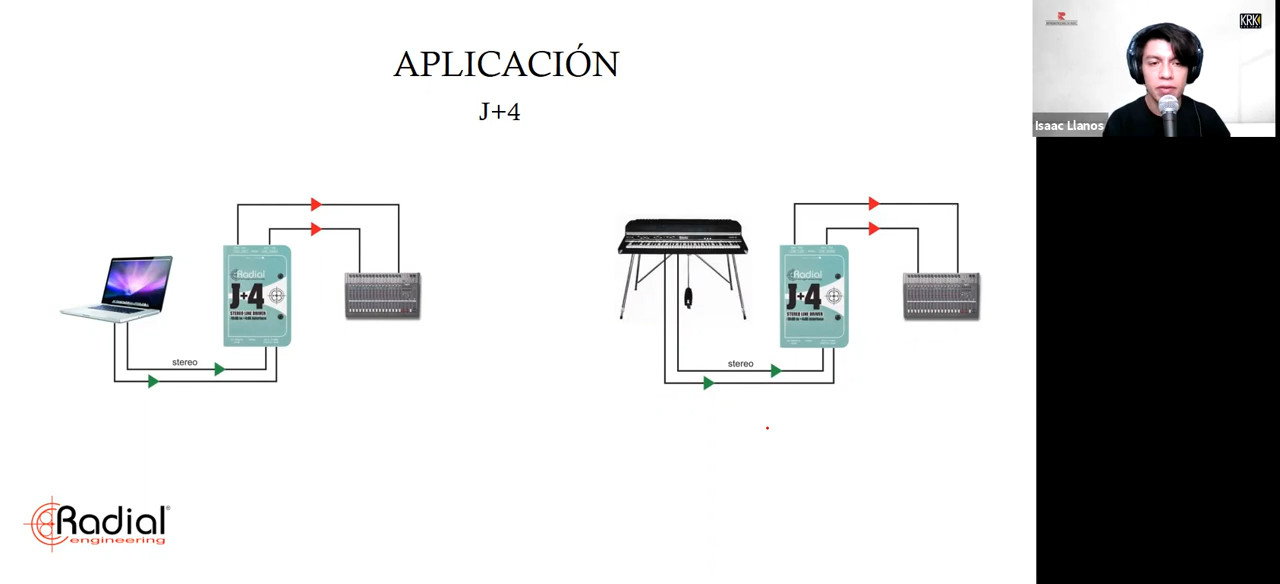 APLICACIÓN
J+4
KRK
Isaac Llanos
Radial
J+4
STEREO LINE DRIVER
stereo
Radial
J+4
STEREO LINE DRIVER
stereo
Radial®
engineering